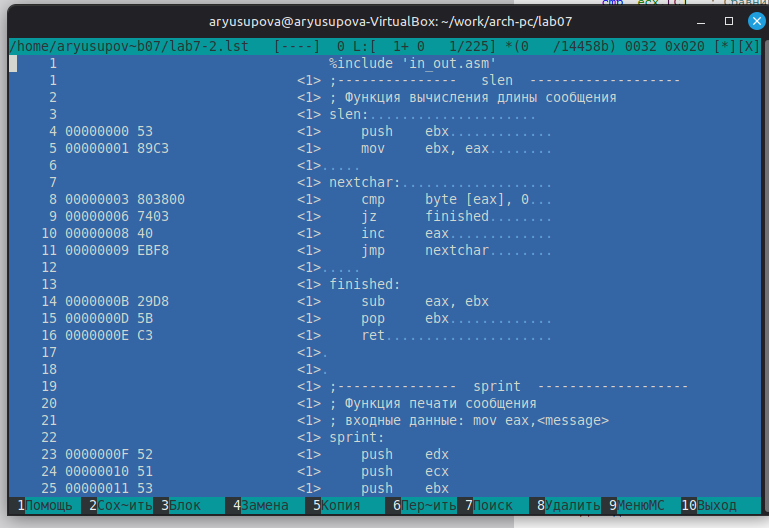 cmp ecx,[C]
aryusupova@aryusupova-VirtualBox: ~/work/arch-pc/lab07
/home/aryusupov~b07/lab7-2.lst   [----]  0 L:[  1+ 0   1/225] *(0   /14458b) 0032 0x020 [*][X]
     1                                  %include 'in_out.asm'
     1                              <1> ;---------------   slen  -------------------
     2                              <1> ; Функция вычисления длины сообщения
     3                              <1> slen:.....................
     4 00000000 53                  <1>     push    ebx.............
     5 00000001 89C3                <1>     mov     ebx, eax........
     6                              <1>.....
     7                              <1> nextchar:...................
     8 00000003 803800              <1>     cmp     byte [eax], 0...
     9 00000006 7403                <1>     jz      finished........
    10 00000008 40                  <1>     inc     eax.............
    11 00000009 EBF8                <1>     jmp     nextchar........
    12                              <1>.....
    13                              <1> finished:
    14 0000000B 29D8                <1>     sub     eax, ebx
    15 0000000D 5B                  <1>     pop     ebx.............
    16 0000000E C3                  <1>     ret.....................
    17                              <1>.
    18                              <1>.
    19                              <1> ;---------------  sprint  -------------------
    20                              <1> ; Функция печати сообщения
    21                              <1> ; входные данные: mov eax,<message>
    22                              <1> sprint:
    23 0000000F 52                  <1>     push    edx
    24 00000010 51                  <1>     push    ecx
    25 00000011 53                  <1>     push    ebx
1Помощь 2Сох~ить 3Блок 4Замена 5Копия 6Пер~ить 7Поиск 8Удалить 9МенюMC 10Выход